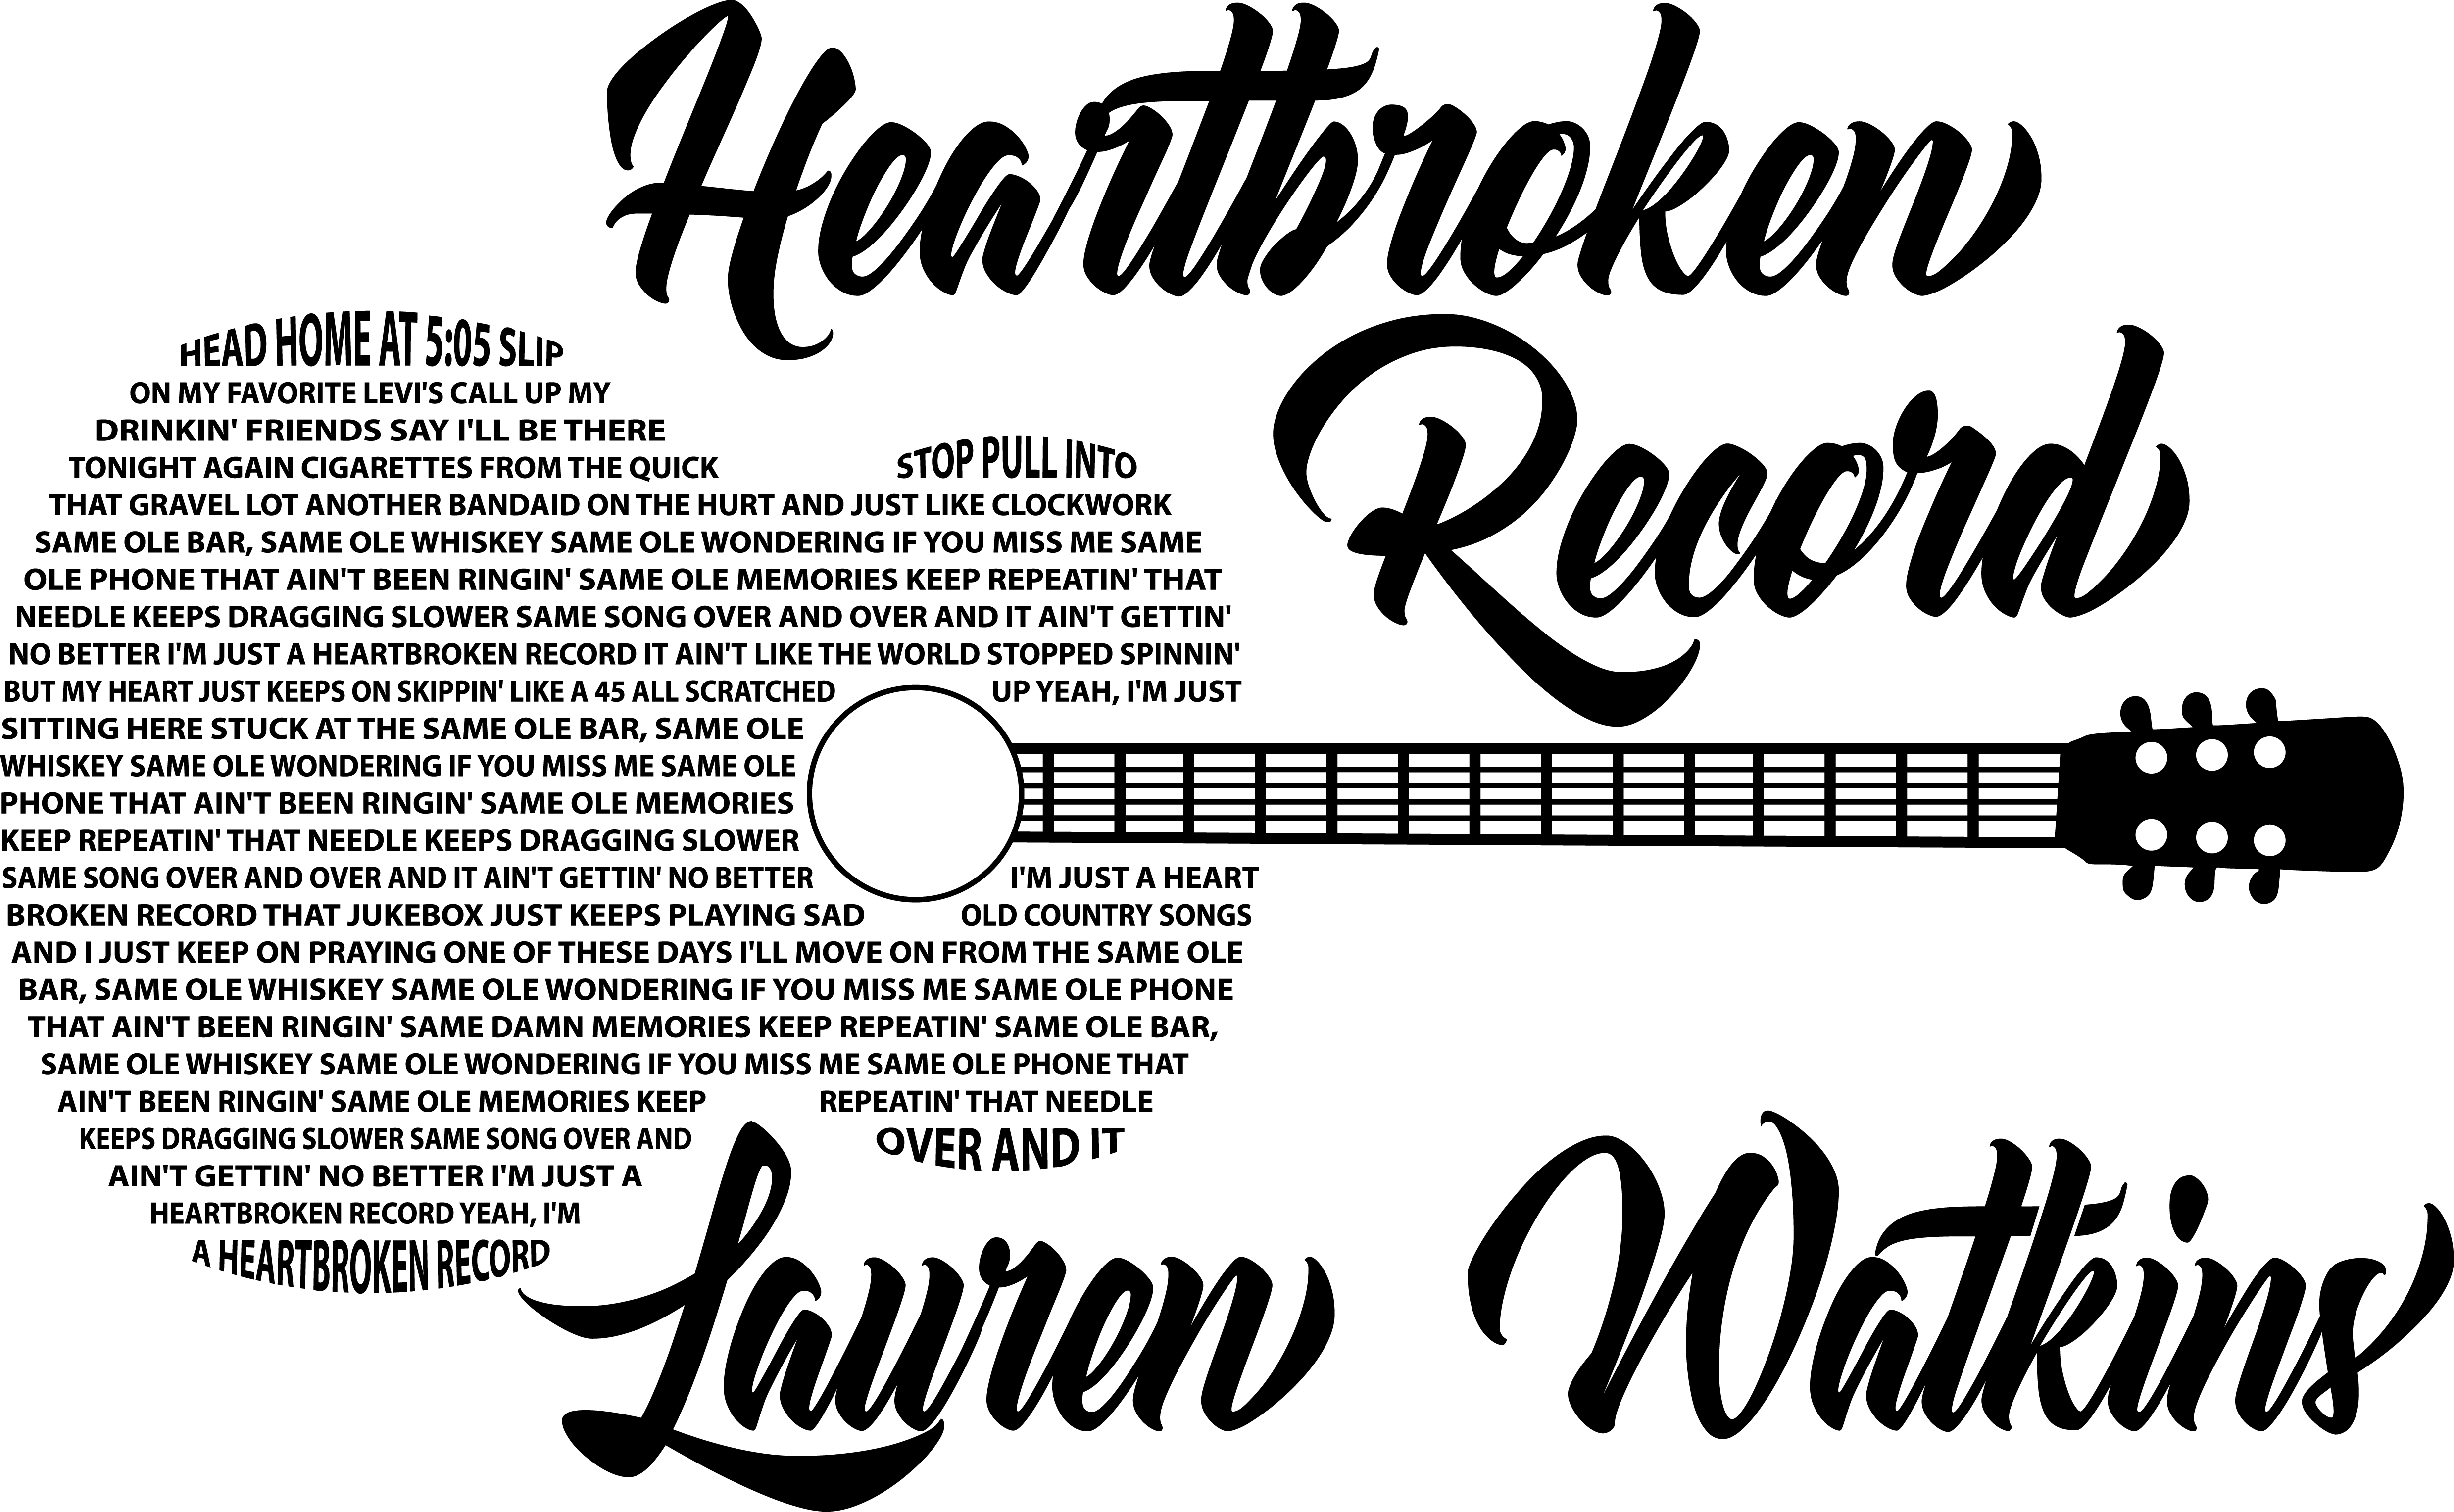 Heartbroken
Record
HEAD HOME AT 5:05 SLIP
ON MY FAVORITE LEVI'S CALL UP MY
DRINKIN' FRIENDS SAY I'LL BE THERE
TONIGHT AGAIN CIGARETTES FROM THE QUICK STOP PULL INTO
THAT GRAVEL LOT ANOTHER BANDAID ON THE HURT AND JUST LIKE CLOCKWORK
SAME OLE BAR, SAME OLE WHISKEY SAME OLE WONDERING IF YOU MISS ME SAME
OLE PHONE THAT AIN'T BEEN RINGIN' SAME OLE MEMORIES KEEP REPEATIN' THAT
NEEDLE KEEPS DRAGGING SLOWER SAME SONG OVER AND OVER AND IT AIN'T GETTIN'
NO BETTER I'M JUST A HEARTBROKEN RECORD IT AIN'T LIKE THE WORLD STOPPED SPINNIN'
BUT MY HEART JUST KEEPS ON SKIPPIN' LIKE A 45 ALL SCRATCHED UP YEAH, I'M JUST
SITTING HERE STUCK AT THE SAME OLE BAR, SAME OLE
WHISKEY SAME OLE WONDERING IF YOU MISS ME SAME OLE
PHONE THAT AIN'T BEEN RINGIN' SAME OLE MEMORIES
KEEP REPEATIN' THAT NEEDLE KEEPS DRAGGING SLOWER
SAME SONG OVER AND OVER AND IT AIN'T GETTIN' NO BETTER I'M JUST A HEART
BROKEN RECORD THAT JUKEBOX JUST KEEPS PLAYING SAD OLD COUNTRY SONGS
AND I JUST KEEP ON PRAYING ONE OF THESE DAYS I'LL MOVE ON FROM THE SAME OLE
BAR, SAME OLE WHISKEY SAME OLE WONDERING IF YOU MISS ME SAME OLE PHONE
THAT AIN'T BEEN RINGIN' SAME DAMN MEMORIES KEEP REPEATIN' SAME OLE BAR,
SAME OLE WHISKEY SAME OLE WONDERING IF YOU MISS ME SAME OLE PHONE THAT
AIN'T BEEN RINGIN' SAME OLE MEMORIES KEEP REPEATIN' THAT NEEDLE
KEEPS DRAGGING SLOWER SAME SONG OVER AND OVER AND IT
AIN'T GETTIN' NO BETTER I'M JUST A
HEARTBROKEN RECORD YEAH, I'M
A HEARTBROKEN RECORD
Lauren Watkins